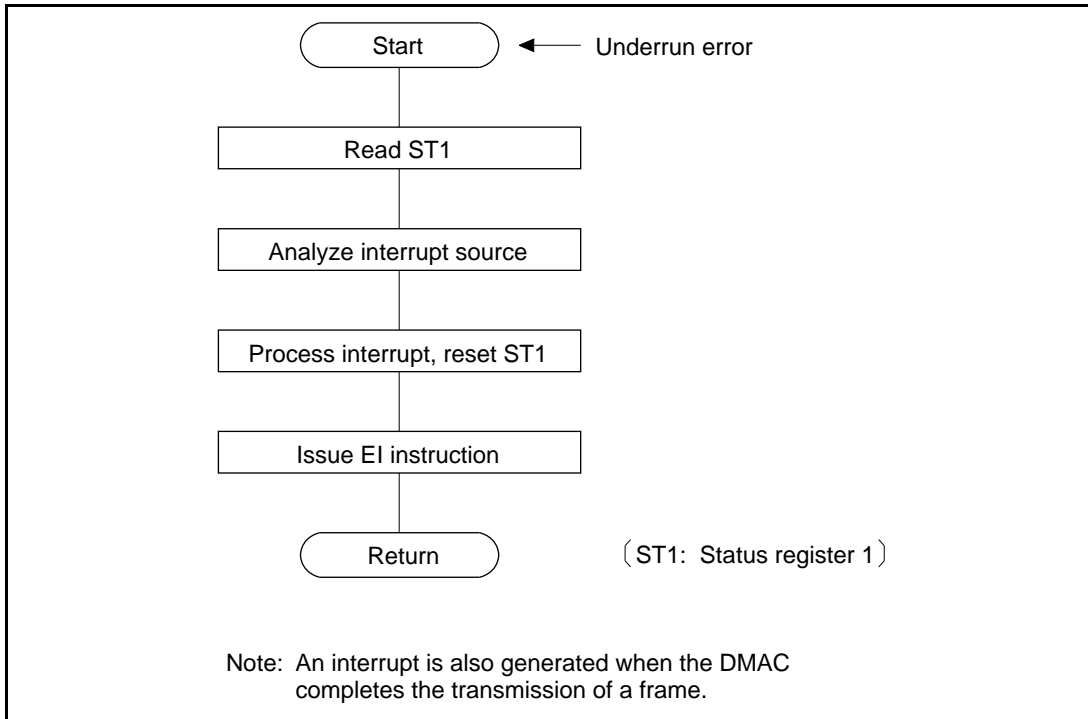 Start
Underrun error
Read ST1
Analyze interrupt source
Process interrupt, reset ST1
Issue EI instruction
Return
(ST1: Status register 1)
Note: An interrupt is also generated when the DMAC
completes the transmission of a frame.